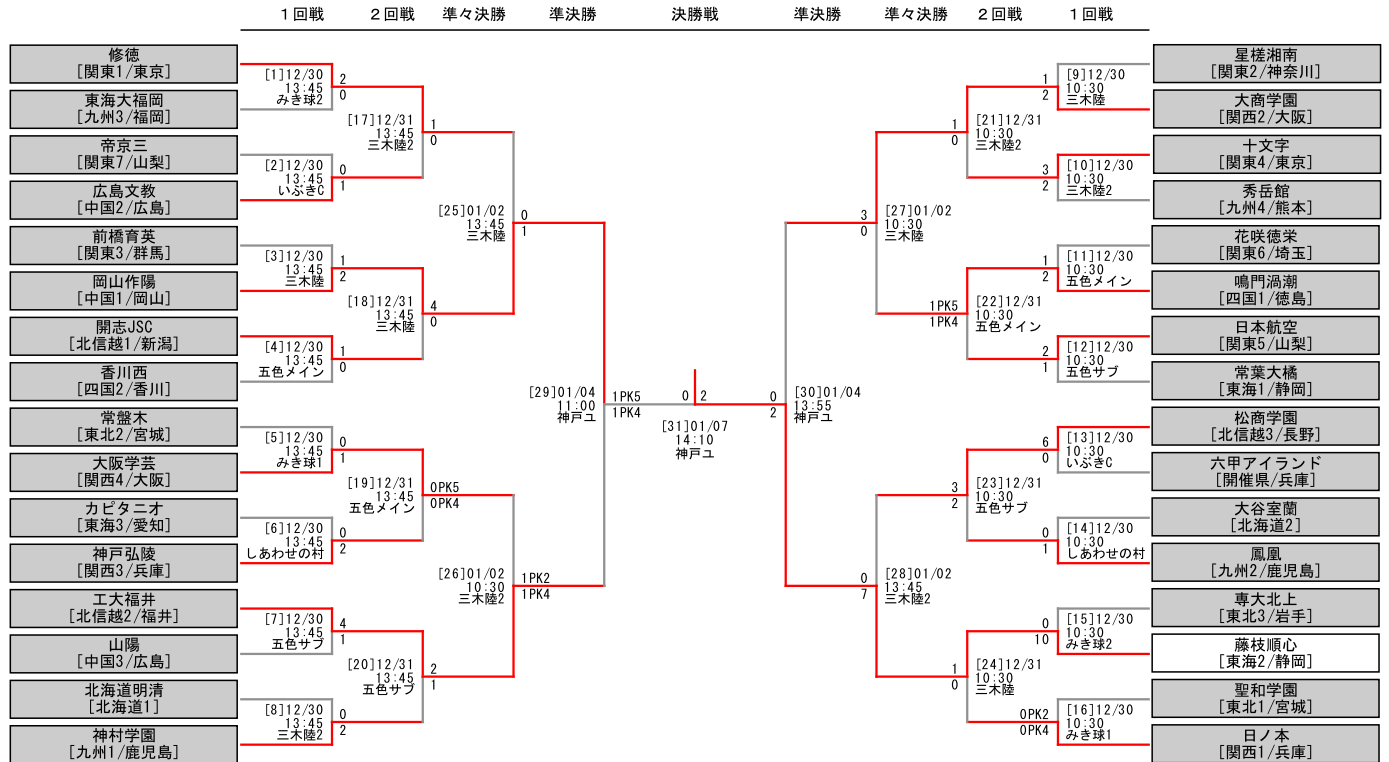 1回戦 2回戦 準々決勝 準決勝 決勝戦 準決勝 準々決勝 2回戦 1回戦
修徳
[関東1/東京]
東海大福岡
[九州3/福岡]
帝京三
[関東7/山梨]
広島文教
[中国2/広島]
前橋育英
[関東3/群馬]
岡山作陽
[中国1/岡山]
開志JSC
[北信越1/新潟]
香川西
[四国2/香川]
常盤木
[東北2/宮城]
大阪学芸
[関西4/大阪]
カピタニオ
[東海3/愛知]
神戸弘陵
[関西3/兵庫]
工大福井
[北信越2/福井]
山陽
[中国3/広島]
北海道明清
[北海道1]
神村学園
[九州1/鹿児島]
[1]12/30
13:45
みき球2
2
0
[2]12/30
13:45
いぶきC
0
1
[3]12/30
13:45
三木陸
1
2
[4]12/30
13:45
五色メイン
1
0
[5]12/30
13:45
みき球1
0
1
[6]12/30
13:45
しあわせの村
0
2
[7]12/30
13:45
五色サブ
4
1
[8]12/30
13:45
三木陸2
0
2
[17]12/31
13:45
三木陸2
1
0
[18]12/31
13:45
三木陸
4
0
[19]12/31
13:45
五色メイン
0PK5
0PK4
[20]12/31
13:45
五色サブ
2
1
[25]01/02
13:45
三木陸
0
1
[26]01/02
10:30
三木陸2
1PK2
1PK4
[29]01/04
11:00
神戸ユ
1PK5
1PK4
0 2
[31]01/07
14:10
神戸ユ
0
2
[30]01/04
13:55
神戸ユ
3
0
[27]01/02
10:30
三木陸
0
7
[28]01/02
13:45
三木陸2
1
0
[21]12/31
10:30
三木陸2
1PK5
1PK4
[22]12/31
10:30
五色メイン
3
2
[23]12/31
10:30
五色サブ
1
0
[24]12/31
10:30
三木陸
1
2
[9]12/30
10:30
三木陸
3
2
[10]12/30
10:30
三木陸2
1
2
[11]12/30
10:30
五色メイン
2
1
[12]12/30
10:30
五色サブ
6
0
[13]12/30
10:30
いぶきC
0
1
[14]12/30
10:30
しあわせの村
0
10
[15]12/30
10:30
みき球2
0PK2
0PK4
[16]12/30
10:30
みき球1
星槎湘南
[関東2/神奈川]
大商学園
[関西2/大阪]
十文字
[関東4/東京]
秀岳館
[九州4/熊本]
花咲徳栄
[関東6/埼玉]
鳴門渦潮
[四国1/徳島]
日本航空
[関東5/山梨]
常葉大橘
[東海1/静岡]
松商学園
[北信越3/長野]
六甲アイランド
[開催県/兵庫]
大谷室蘭
[北海道2]
鳳凰
[九州2/鹿児島]
専大北上
[東北3/岩手]
藤枝順心
[東海2/静岡]
聖和学園
[東北1/宮城]
日ノ本
[関西1/兵庫]